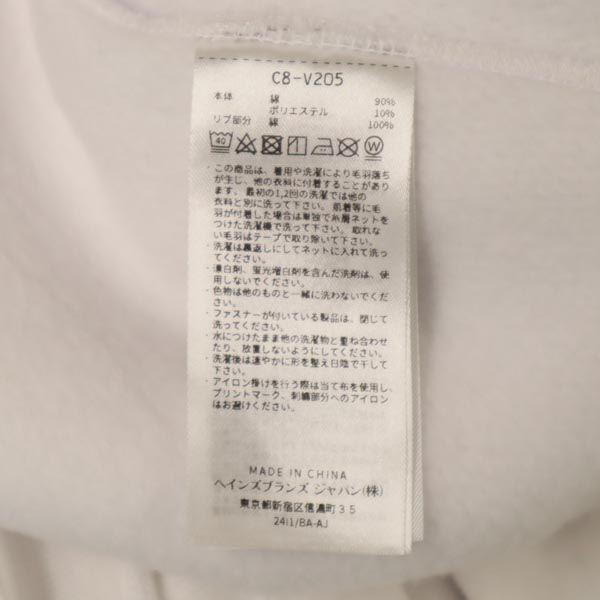 C8-V205
本体 綿 90%
ポリエステル 10%
リブ部分 綿 100%
40 W
・この商品は、着用や洗濯により毛羽落ち
が生じ、他の衣料に付着することがあり
ます。最初の1,2回の洗濯では他の
衣料と別に洗って下さい。肌着等に毛
羽が付着した場合は単独で糸屑ネットを
つけた洗濯機で洗って下さい。取れな
い毛羽はテープで取り除いて下さい。
・洗濯は裏返しにしてネットに入れて洗っ
てください。
・漂白剤、蛍光増白剤を含んだ洗剤は、使
用しないでください。
・色物は他のものと一緒に洗わないでくだ
さい。
・ファスナーが付いている製品は、閉じて
洗ってください。
・水につけたまま他の洗濯物と重ね合わせ
たり、放置しないようにしてください。
・洗濯後は速やかに形を整え日陰で干して
下さい。
・アイロン掛けを行う際は当て布を使用し、
プリントマーク、刺繍部分へのアイロン
はお避けください。
MADE IN CHINA
ヘインズブランズ ジャパン(株)
東京都新宿区信濃町35
2411/BA-AJ